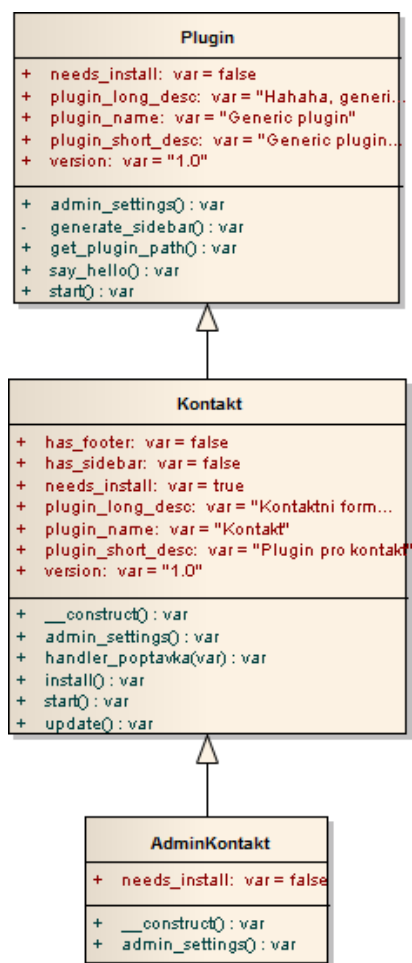 Plugin
+ needs_install: var = false
+ plugin_long_desc: var = "Hahaha, generi...
+ plugin_name: var = "Generic plugin"
+ plugin_short_desc: var = "Generic plugin...
+ version: var = "1.0"
+ admin_settings() : var
- generate_sidebar() : var
+ get_plugin_path() : var
+ say_hello() : var
+ start() : var
Kontakt
+ has_footer: var = false
+ has_sidebar: var = false
+ needs_install: var = true
+ plugin_long_desc: var = "Kontaktni form...
+ plugin_name: var = "Kontakt"
+ plugin_short_desc: var = "Plugin pro kontakt"
+ version: var = "1.0"
+ __construct() : var
+ admin_settings() : var
+ handler_poptavka(var) : var
+ install() : var
+ start() : var
+ update() : var
AdminKontakt
+ needs_install: var = false
+ __construct() : var
+ admin_settings() : var